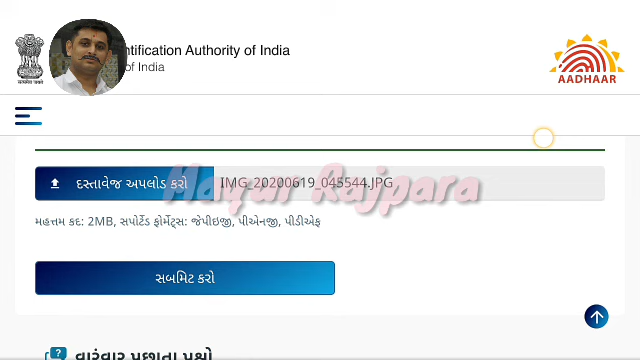 ntification Authority of India
of India
AADHAAR
દસ્તાવેજ અપલોડ કરો IMG_20200619_045544.JPG
Mayur Rajpara
મહત્તમ કદ: 2MB, સપોર્ટેડ ફોર્મેટ્સ: જેપીઇજી, પીએનજી, પીડીએફ
સબમિટ કરો
વારંવાર પૂછાતા પ્રશ્નો